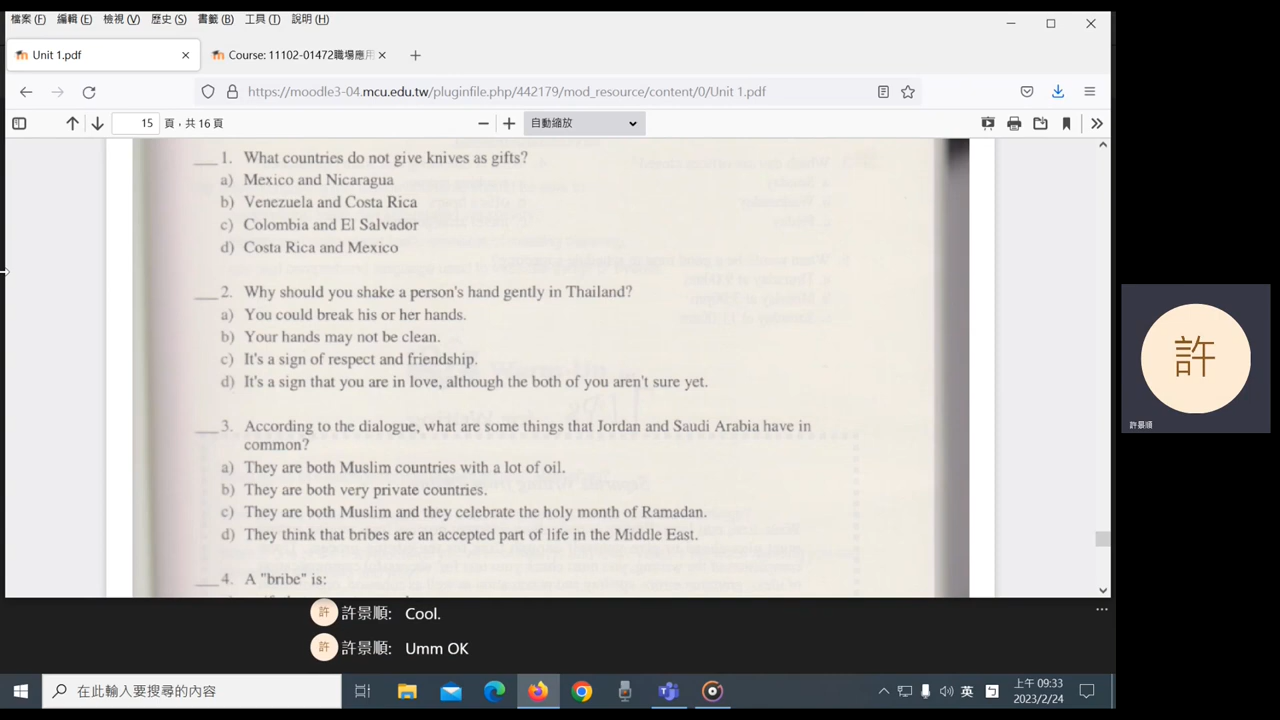 檔案 (F) 編輯 (E) 檢視 (V) 歷史 (S) 書籤 (B) 工具 (T) 說明 (H)
Unit 1.pdf
Course: 11102-01472職場應用
https://moodle3-04.mcu.edu.tw/pluginfile.php/442179/mod_resource/content/0/Unit 1.pdf
15 頁，共 16 頁
自動縮放
___ 1. What countries do not give knives as gifts?
a) Mexico and Nicaragua
b) Venezuela and Costa Rica
c) Colombia and El Salvador
d) Costa Rica and Mexico
___ 2. Why should you shake a person's hand gently in Thailand?
a) You could break his or her hands.
b) Your hands may not be clean.
c) It's a sign of respect and friendship.
d) It's a sign that you are in love, although the both of you aren't sure yet.
___ 3. According to the dialogue, what are some things that Jordan and Saudi Arabia have in
common?
a) They are both Muslim countries with a lot of oil.
b) They are both very private countries.
c) They are both Muslim and they celebrate the holy month of Ramadan.
d) They think that bribes are an accepted part of life in the Middle East.
___ 4. A "bribe" is:
許
許景順
許 許景順: Cool.
許 許景順: Umm OK
在此輸入要搜尋的內容
英
上午 09:33
2023/2/24